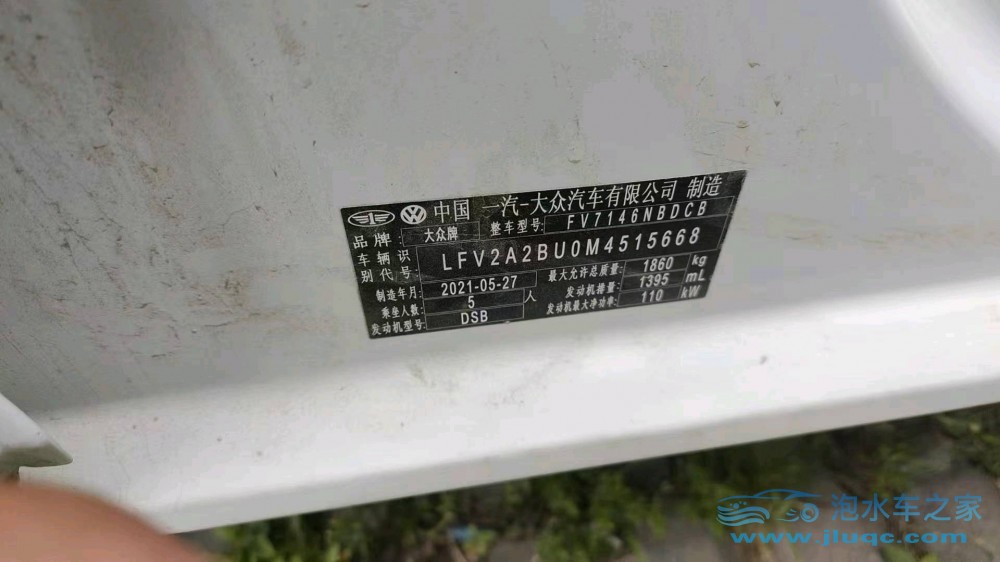 中国 一汽-大众汽车有限公司 制造
品牌: 大众牌 整车型号: FV7146NBDCB
车辆识别代号: LFV2A2BU0M4515668
制造年月: 2021-05-27 最大允许总质量: 1860 kg
乘坐人数: 5 人 发动机排量: 1395 mL
发动机型号: DSB 发动机最大净功率: 110 kW
泡水车之家
www.jluqc.com